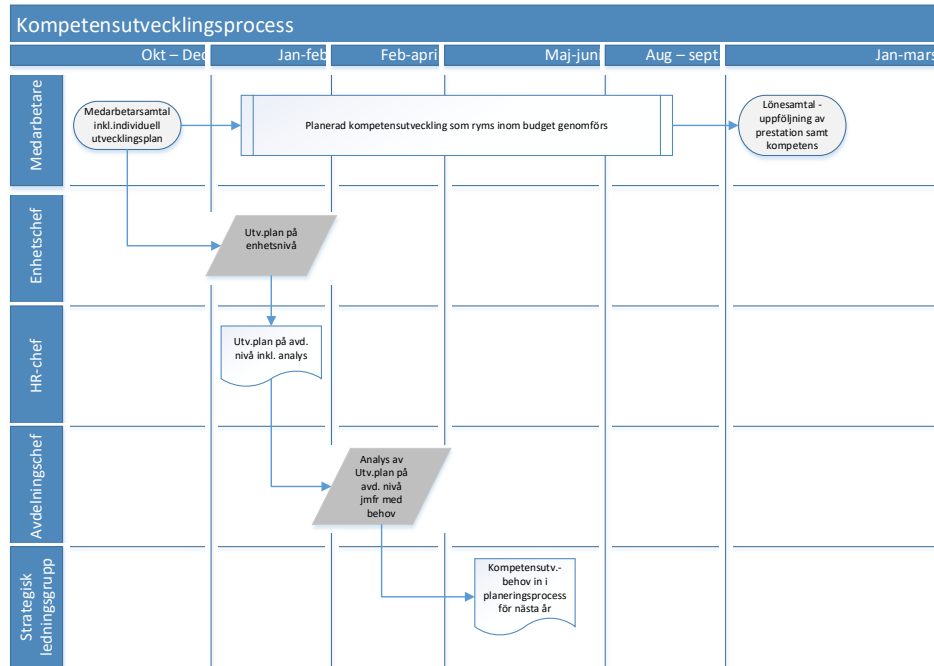 Kompetensutvecklingsprocess
Okt – Dec
Jan-feb
Feb-apri
Maj-juni
Aug – sept
Jan-mars
Medarbetare
Medarbetarsamtal
inkl.individuell
utvecklingsplan
Planerad kompetensutveckling som ryms inom budget genomförs
Lönesamtal -
uppföljning av
prestation samt
kompetens
Enhetschef
Utv.plan på
enhetsnivå
HR-chef
Utv.plan på avd.
nivå inkl. analys
Avdelningschef
Analys av
Utv.plan på
avd. nivå
jmfr med
behov
Strategisk
ledningsgrupp
Kompetensutv.-
behov in i
planeringsprocess
för nästa år